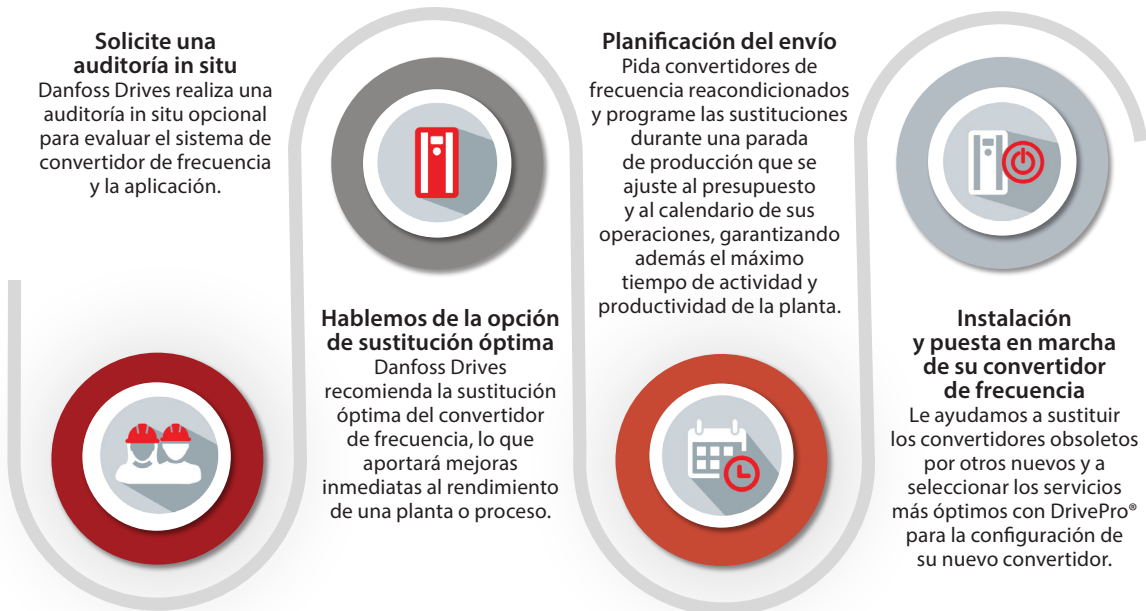 Solicite una
auditoría in situ
Danfoss Drives realiza una
auditoría in situ opcional
para evaluar el sistema de
convertidor de frecuencia
y la aplicación.
Hablemos de la opción
de sustitución óptima
Danfoss Drives
recomienda la sustitución
óptima del convertidor
de frecuencia, lo que
aportará mejoras
inmediatas al rendimiento
de una planta o proceso.
Planificación del envío
Pida convertidores de
frecuencia reacondicionados
y programe las sustituciones
durante una parada
de producción que se
ajuste al presupuesto
y al calendario de sus
operaciones, garantizando
además el máximo
tiempo de actividad y
productividad de la planta.
Instalación
y puesta en marcha
de su convertidor
de frecuencia
Le ayudamos a sustituir
los convertidores obsoletos
por otros nuevos y a
seleccionar los servicios
más óptimos con DrivePro®
para la configuración de
su nuevo convertidor.